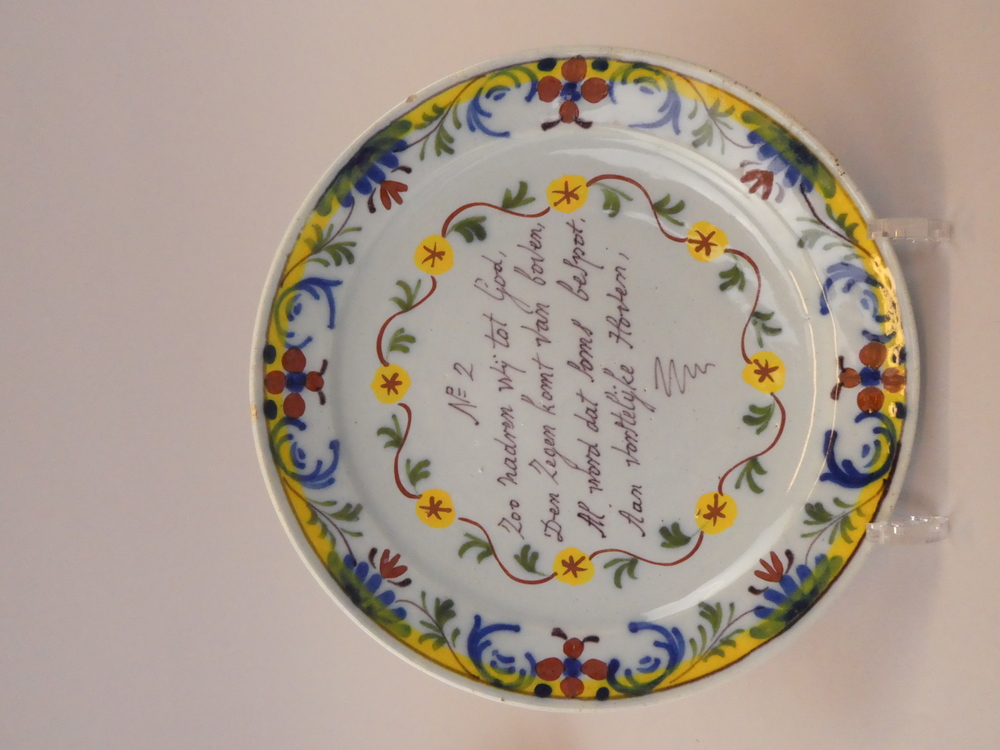 No 2
Zoo nadren wij tot God,
Den Zegen komt van boven,
Al word dat soms bespot,
Aan vorstelijke Hoven,